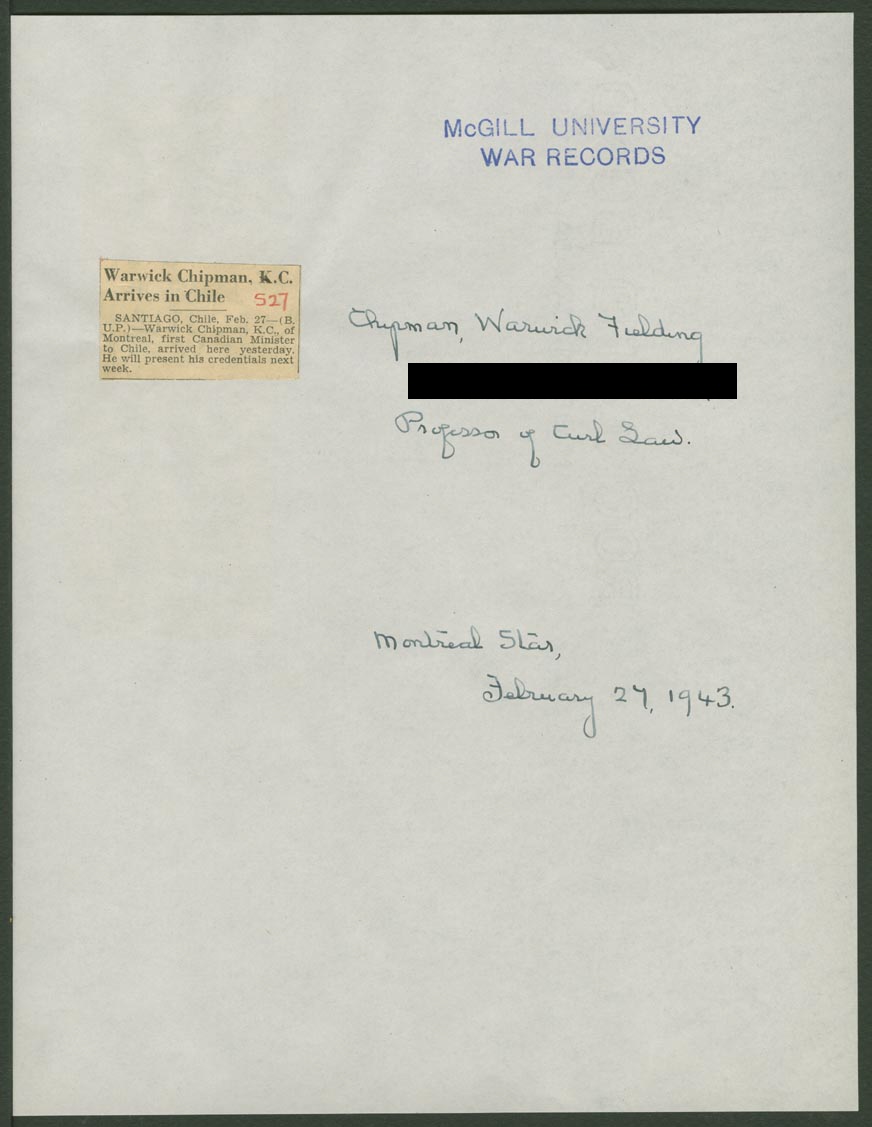 McGILL UNIVERSITY
WAR RECORDS
Warwick Chipman, K.C.
Arrives in Chile 527
SANTIAGO, Chile, Feb. 27—(B.
U.P.)—Warwick Chipman, K.C., of
Montreal, first Canadian Minister
to Chile, arrived here yesterday.
He will present his credentials next
week.
Chipman, Warwick Fielding
Professor of Civil Law.
Montreal Star,
February 27, 1943.